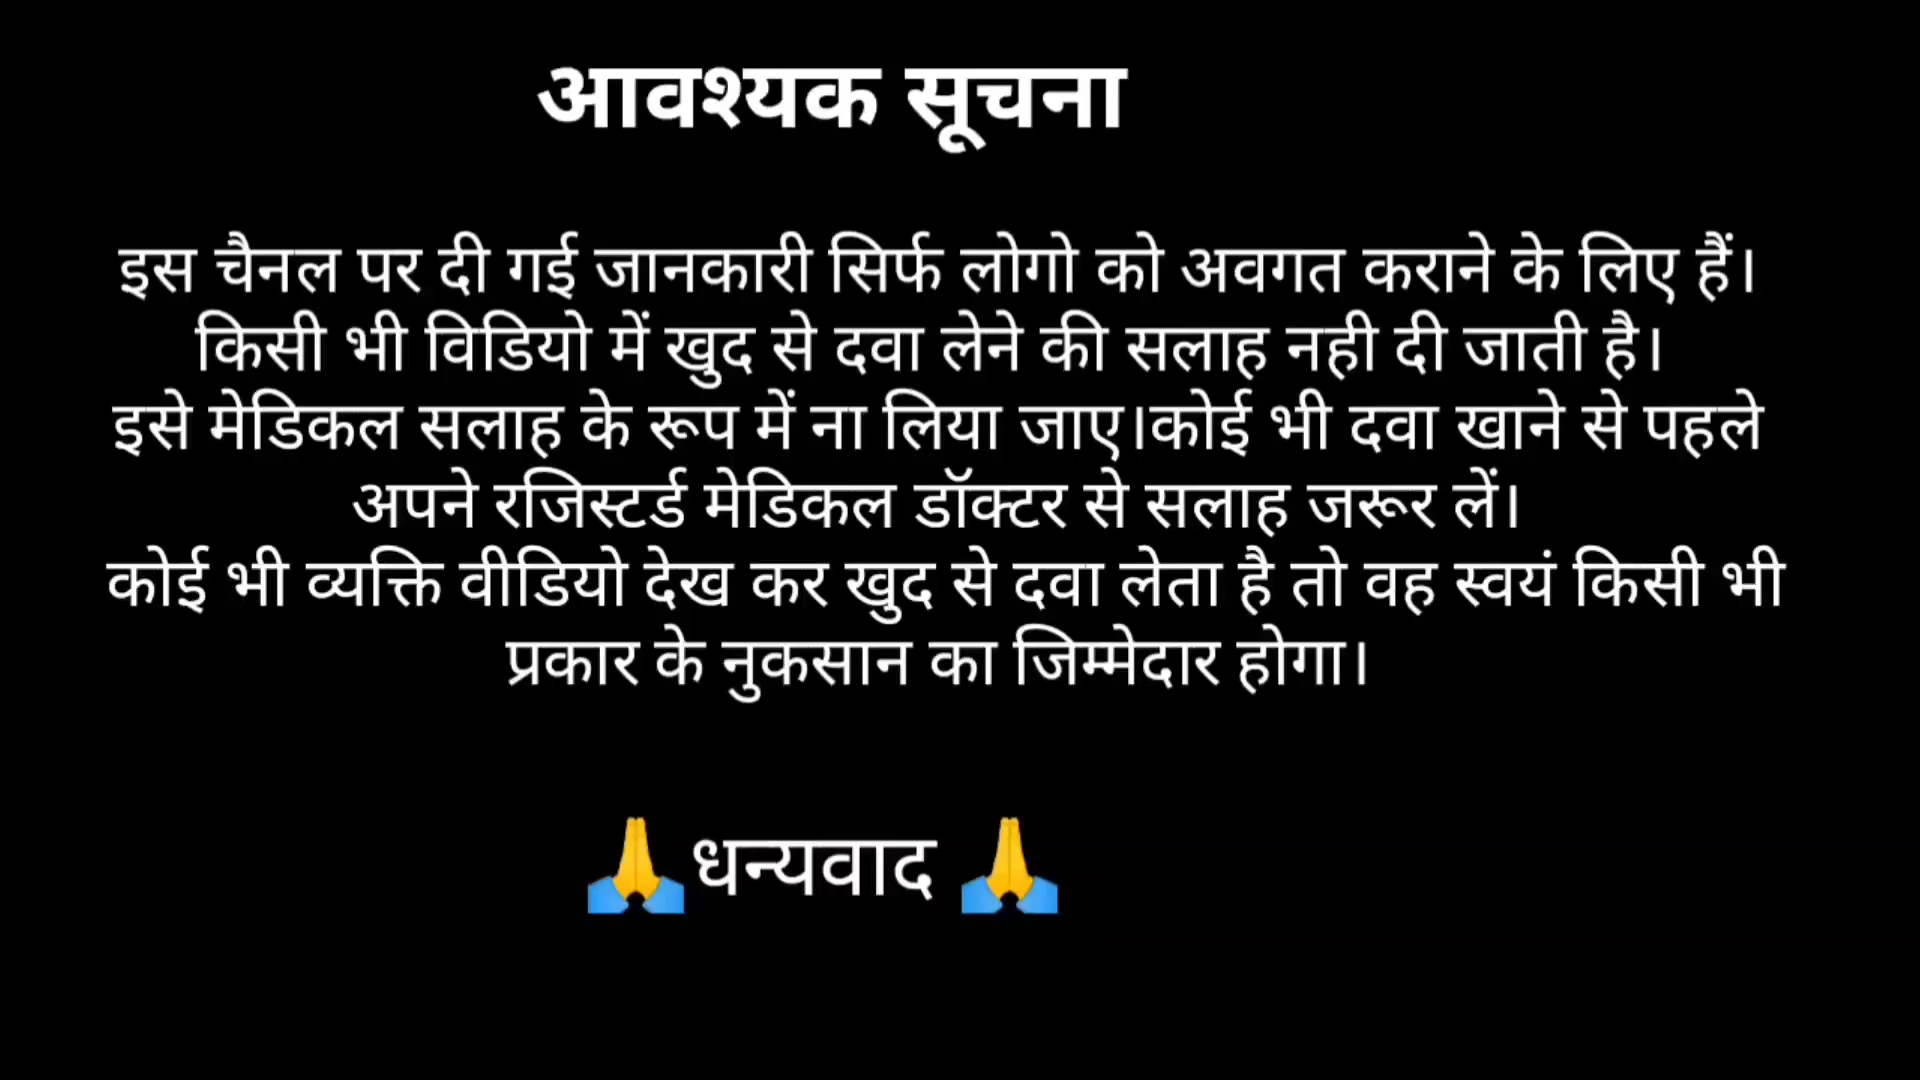 आवश्यक सूचना
इस चैनल पर दी गई जानकारी सिर्फ लोगो को अवगत कराने के लिए हैं।
किसी भी विडियो में खुद से दवा लेने की सलाह नही दी जाती है।
इसे मेडिकल सलाह के रूप में ना लिया जाए।कोई भी दवा खाने से पहले
अपने रजिस्टर्ड मेडिकल डॉक्टर से सलाह जरूर लें।
कोई भी व्यक्ति वीडियो देख कर खुद से दवा लेता है तो वह स्वयं किसी भी
प्रकार के नुकसान का जिम्मेदार होगा।
🙏धन्यवाद 🙏